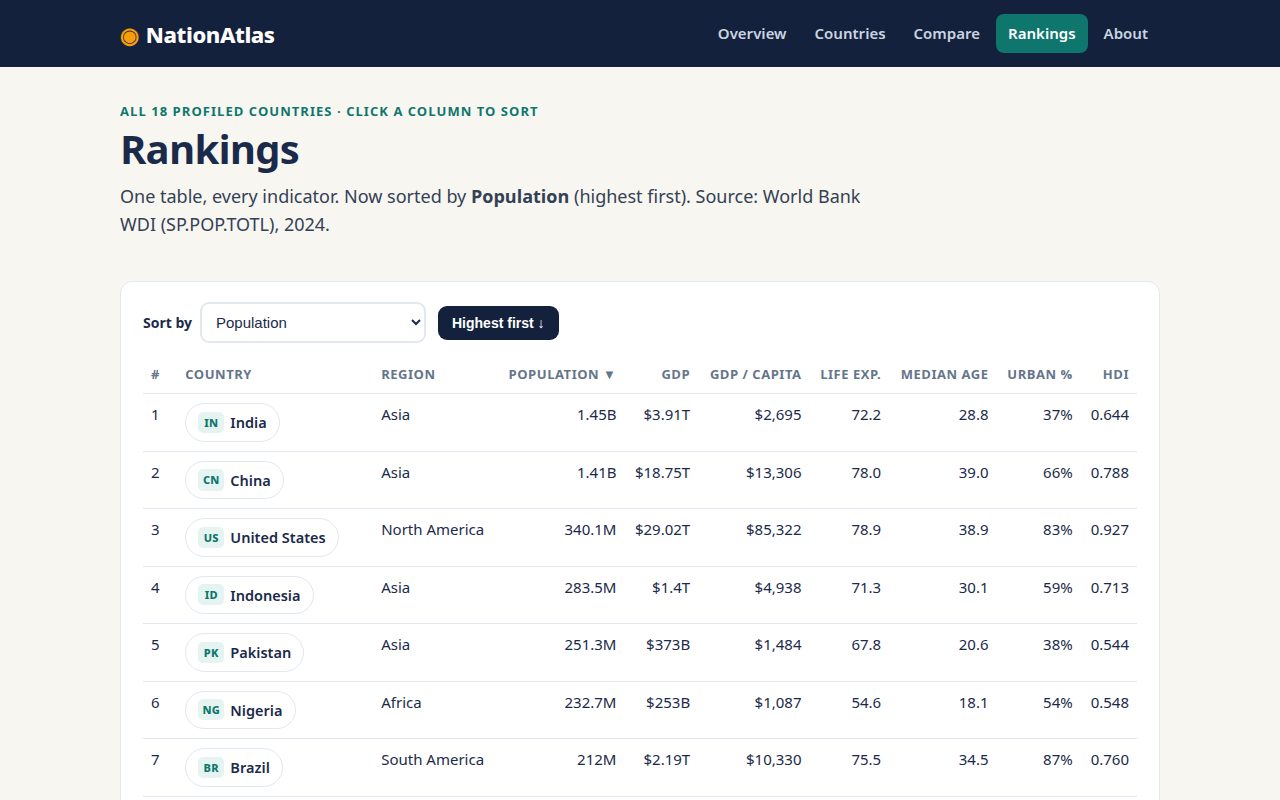 ◉ NationAtlas
Overview Countries Compare Rankings About
ALL 18 PROFILED COUNTRIES · CLICK A COLUMN TO SORT
Rankings
One table, every indicator. Now sorted by Population (highest first). Source: World Bank
WDI (SP.POP.TOTL), 2024.
Sort by Population Highest first ↓
# COUNTRY REGION POPULATION ▼ GDP GDP / CAPITA LIFE EXP. MEDIAN AGE URBAN % HDI
1 IN India Asia 1.45B $3.91T $2,695 72.2 28.8 37% 0.644
2 CN China Asia 1.41B $18.75T $13,306 78.0 39.0 66% 0.788
3 US United States North America 340.1M $29.02T $85,322 78.9 38.9 83% 0.927
4 ID Indonesia Asia 283.5M $1.4T $4,938 71.3 30.1 59% 0.713
5 PK Pakistan Asia 251.3M $373B $1,484 67.8 20.6 38% 0.544
6 NG Nigeria Africa 232.7M $253B $1,087 54.6 18.1 54% 0.548
7 BR Brazil South America 212M $2.19T $10,330 75.5 34.5 87% 0.760